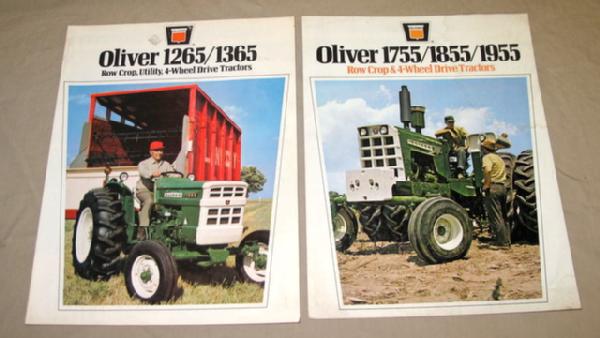 Oliver 1265/1365
Row Crop, Utility, 4-Wheel Drive Tractors
Oliver 1755/1855/1955
Row Crop & 4-Wheel Drive Tractors